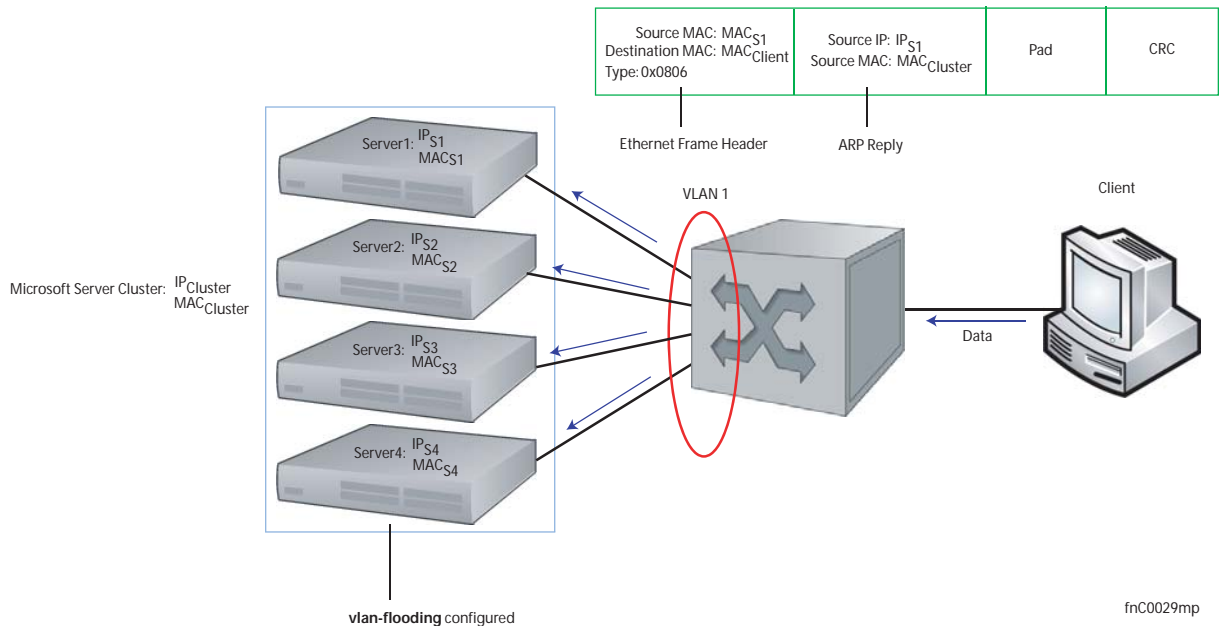 Source MAC: MACS1
Destination MAC: MACClient
Type: 0x0806
Source IP: IPS1
Source MAC: MACCluster
Pad
CRC
Ethernet Frame Header
ARP Reply
Server1: IPS1
MACS1
VLAN 1
Client
Server2: IPS2
MACS2
Microsoft Server Cluster: IPCluster
MACCluster
Data
Server3: IPS3
MACS3
Server4: IPS4
MACS4
vlan-flooding configured
fnC0029mp